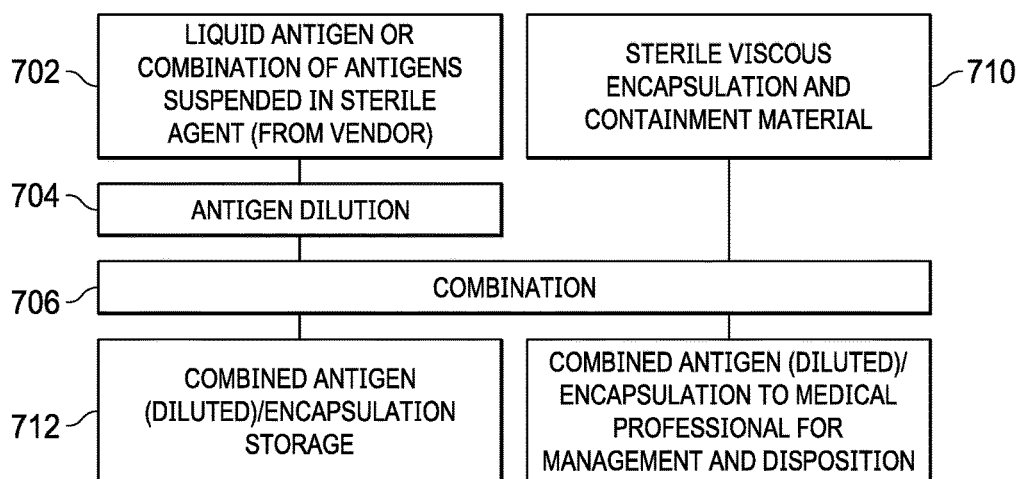 702
LIQUID ANTIGEN OR
COMBINATION OF ANTIGENS
SUSPENDED IN STERILE
AGENT (FROM VENDOR)
STERILE VISCOUS
ENCAPSULATION AND
CONTAINMENT MATERIAL
710
704
ANTIGEN DILUTION
706
COMBINATION
712
COMBINED ANTIGEN
(DILUTED)/ENCAPSULATION
STORAGE
COMBINED ANTIGEN (DILUTED)/
ENCAPSULATION TO MEDICAL
PROFESSIONAL FOR
MANAGEMENT AND DISPOSITION